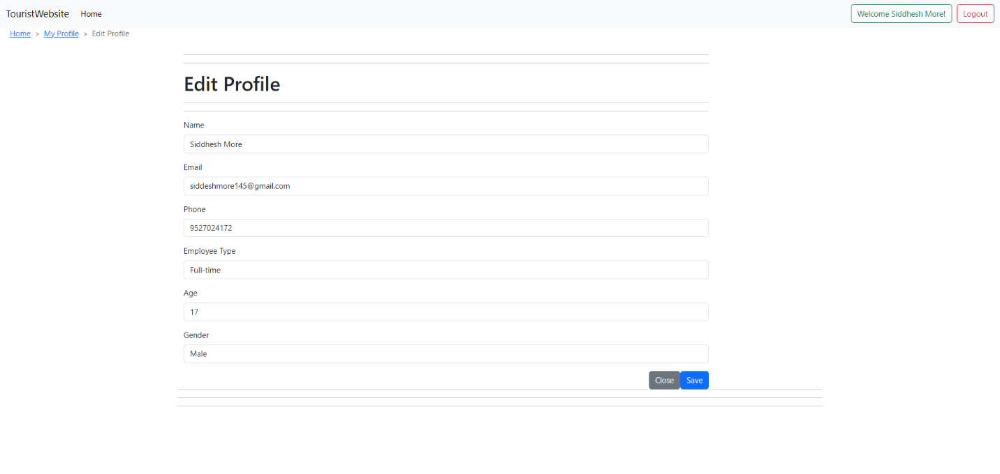 TouristWebsite Home Welcome Siddhesh More! Logout
Home > My Profile > Edit Profile
Edit Profile
Name
Siddhesh More
Email
siddeshmore145@gmail.com
Phone
9527024172
Employee Type
Full-time
Age
17
Gender
Male
Close Save